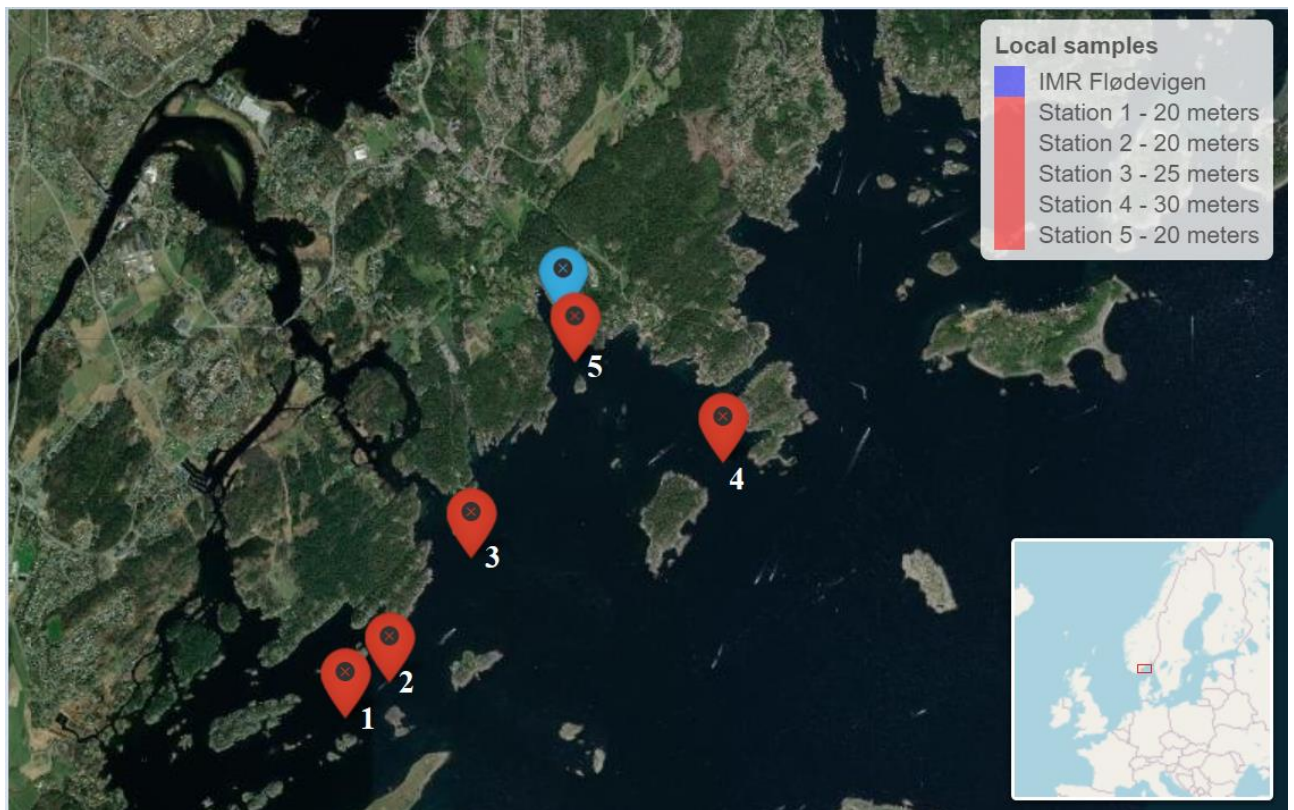 Local samples
IMR Flødevigen
Station 1 - 20 meters
Station 2 - 20 meters
Station 3 - 25 meters
Station 4 - 30 meters
Station 5 - 20 meters
5
4
3
2
1